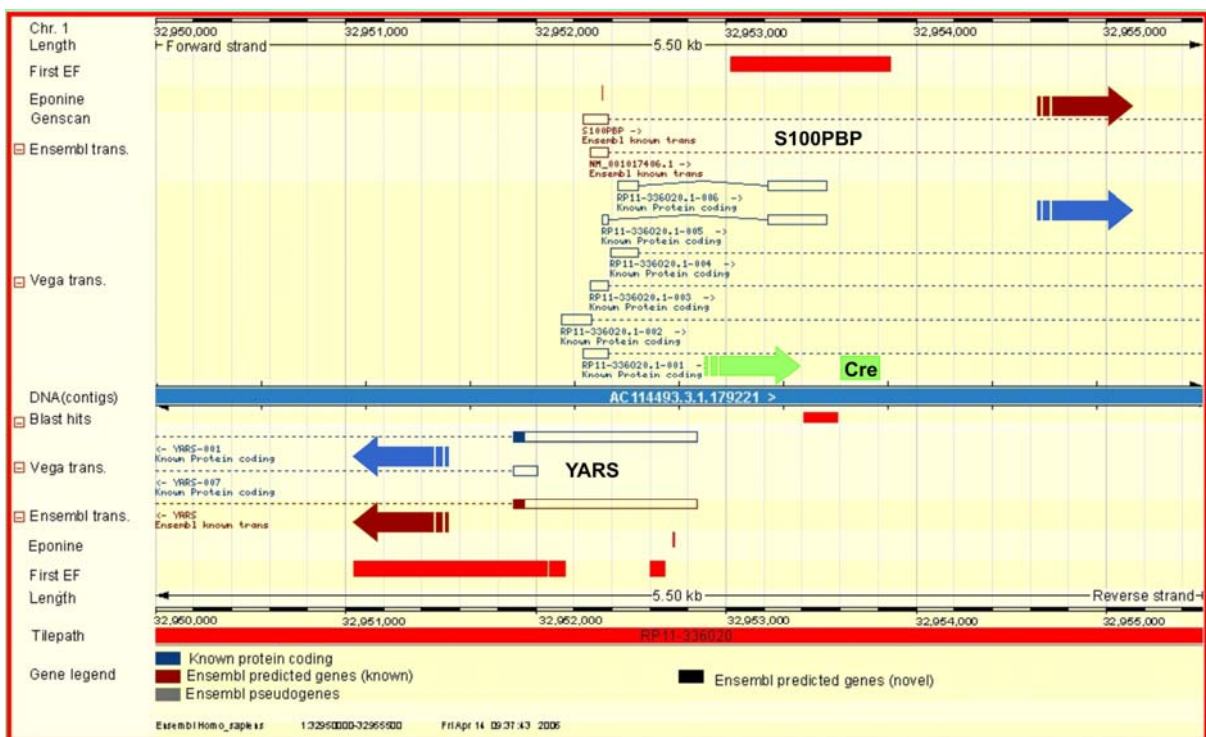 Chr. 1
32,950,000 32,951,000 32,952,000 32,953,000 32,954,000 32,955,000
Length Forward strand 5.50 kb
First EF
Eponine
Genscan
S100PBP ->
Ensembl known trans
S100PBP
Ensembl trans.
NM_001017406.1 ->
Ensembl known trans
RP11-336020.1-006 ->
Known Protein coding
RP11-336020.1-005 ->
Known Protein coding
RP11-336020.1-004 ->
Known Protein coding
Vega trans.
RP11-336020.1-003 ->
Known Protein coding
RP11-336020.1-002 ->
Known Protein coding
RP11-336020.1-001 -
Known Protein coding
Cre
DNA(contigs) AC114493.3.1.179221 >
Blast hits
<- YARS-001
Known Protein coding
Vega trans. YARS
<- YARS-007
Known Protein coding
Ensembl trans.
<- YARS
Ensembl known trans
Eponine
First EF
Length 5.50 kb Reverse strand
32,950,000 32,951,000 32,952,000 32,953,000 32,954,000 32,955,000
Tilepath RP11-336020
Gene legend
Known protein coding
Ensembl predicted genes (known)
Ensembl pseudogenes
Ensembl predicted genes (novel)
Ensembl Homo_sapiens 1:32950000-32955500 Fri Apr 14 09:37:43 2006